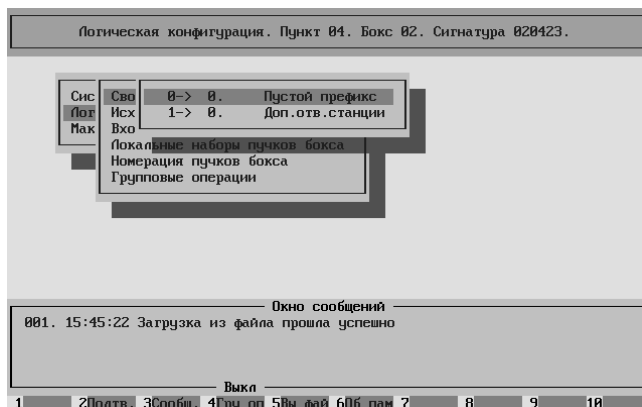 Логическая конфигурация. Пункт 04. Бокс 02. Сигнатура 020423.
Сис Сво 0-> 0. Пустой префикс
Лог Исх 1-> 0. Доп.отв.станции
Мак Вхо
Локальные наборы пучков бокса
Номерация пучков бокса
Групповые операции
Окно сообщений
001. 15:45:22 Загрузка из файла прошла успешно
Выкл
1 2Подтв. 3Сообщ. 4Гру оп 5Вы фай 6Об пам 7 8 9 10